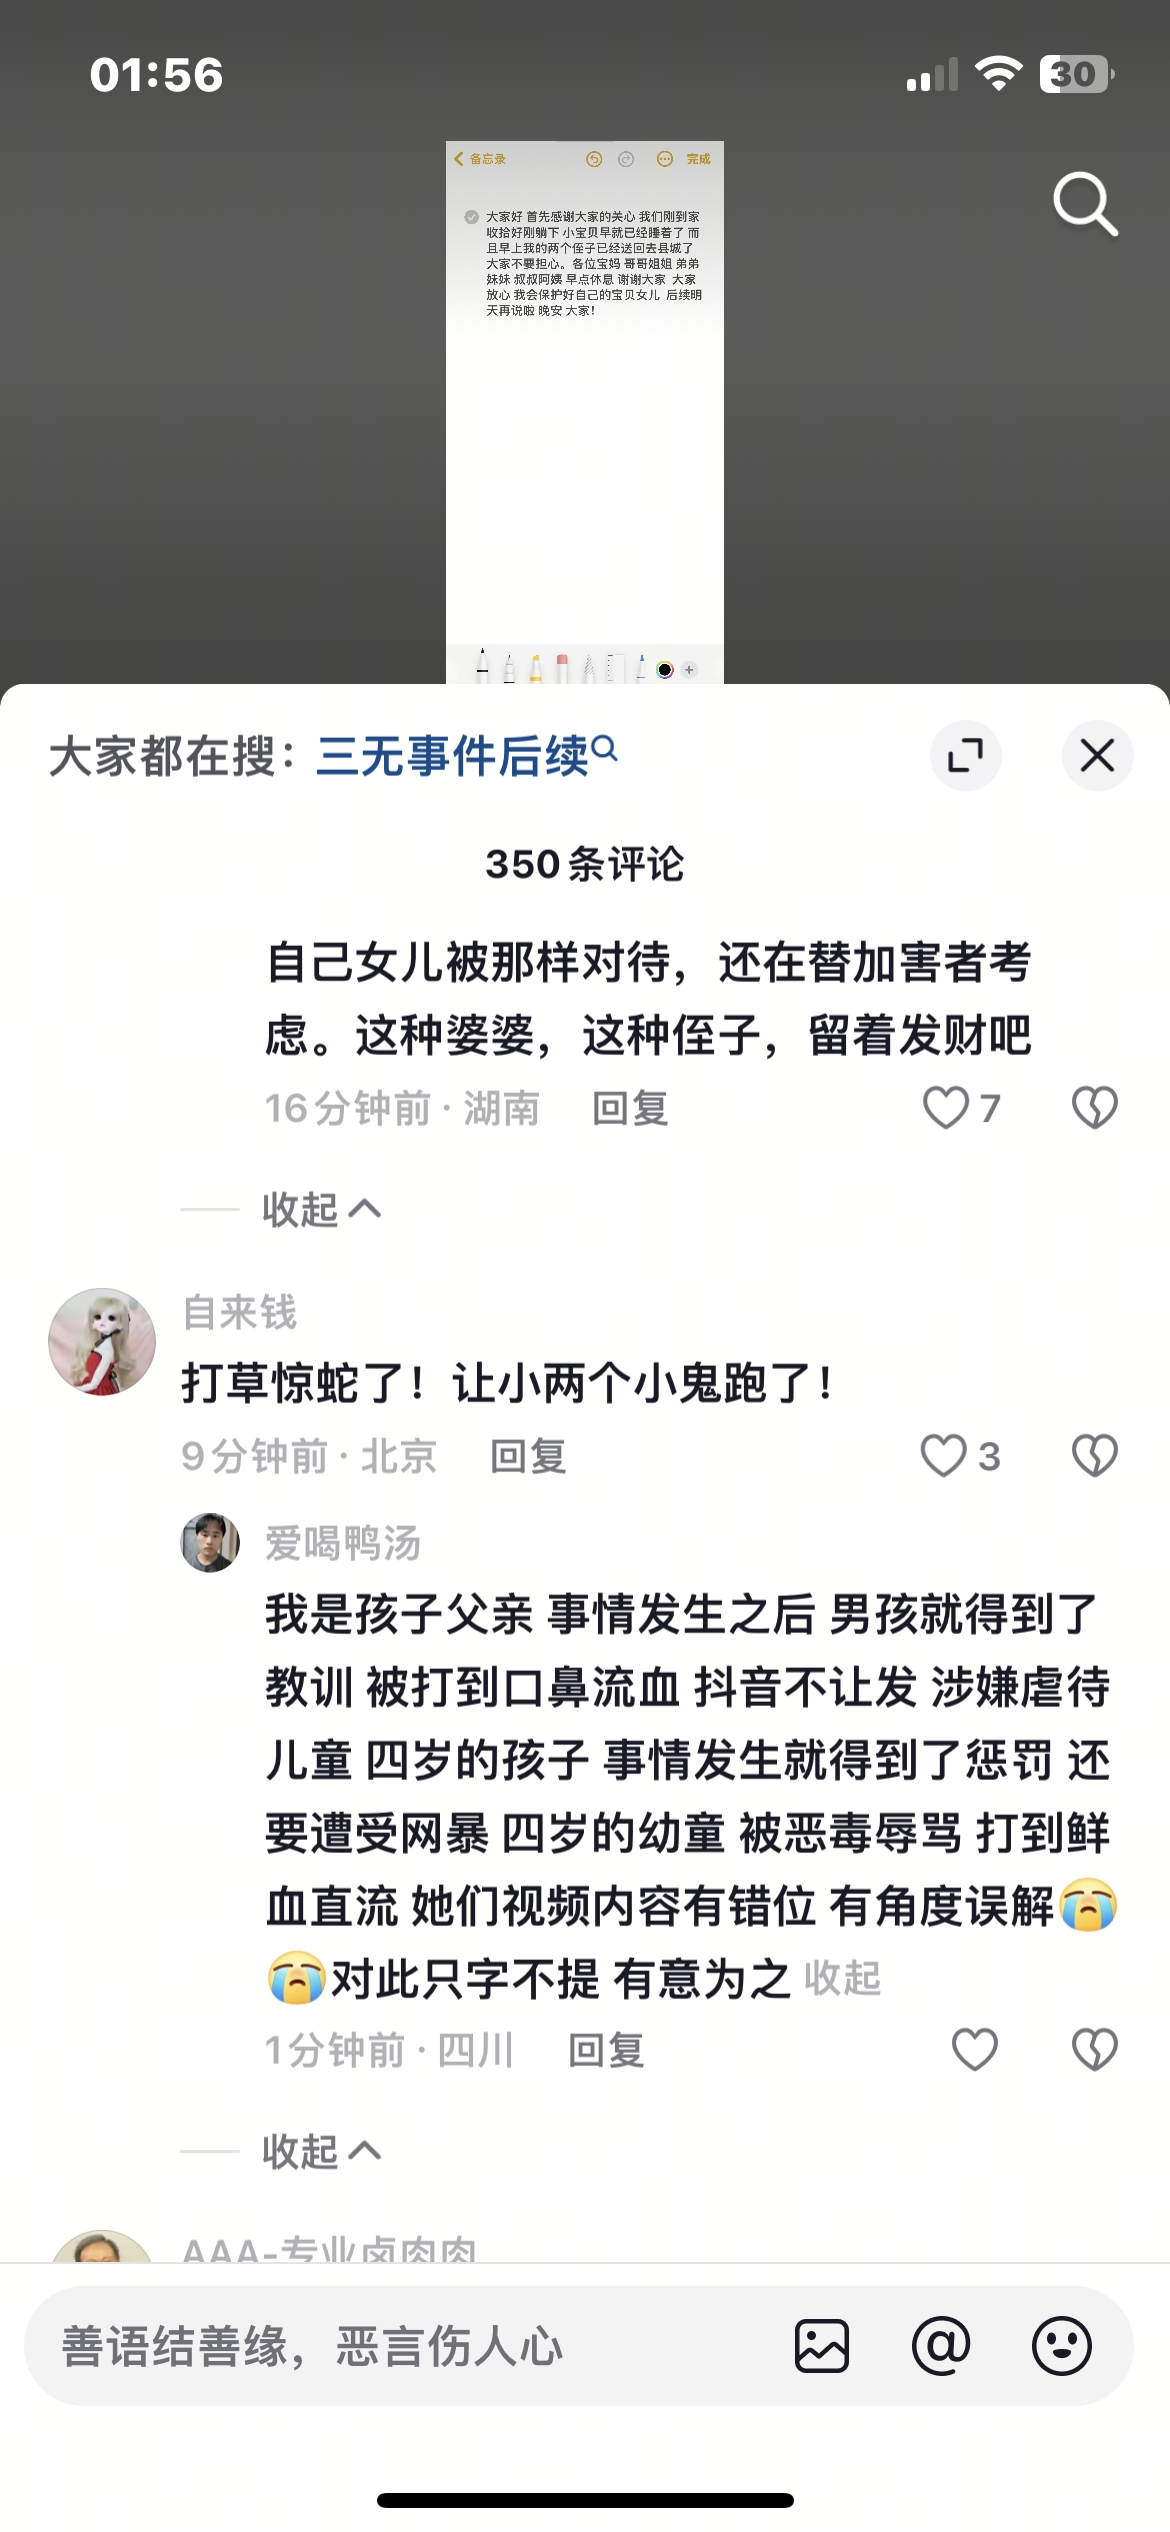 01:56
30
备忘录
完成
大家好 首先感谢大家的关心 我们刚到家
收拾好刚躺下 小宝贝早就已经睡着了 而
且早上我的两个侄子已经送回去县城了
大家不要担心。各位宝妈 哥哥姐姐 弟弟
妹妹 叔叔阿姨 早点休息 谢谢大家 大家
放心 我会保护好自己的宝贝女儿 后续明
天再说啦 晚安 大家！
大家都在搜：三无事件后续
350条评论
自己女儿被那样对待，还在替加害者考
虑。这种婆婆，这种侄子，留着发财吧
16分钟前·湖南 回复 7
收起
自来钱
打草惊蛇了！让小两个小鬼跑了！
9分钟前·北京 回复 3
爱喝鸭汤
我是孩子父亲 事情发生之后 男孩就得到了
教训 被打到口鼻流血 抖音不让发 涉嫌虐待
儿童 四岁的孩子 事情发生就得到了惩罚 还
要遭受网暴 四岁的幼童 被恶毒辱骂 打到鲜
血直流 她们视频内容有错位 有角度误解😭
😭对此只字不提 有意为之 收起
1分钟前·四川 回复
收起
AAA-专业卤肉肉
善语结善缘，恶言伤人心